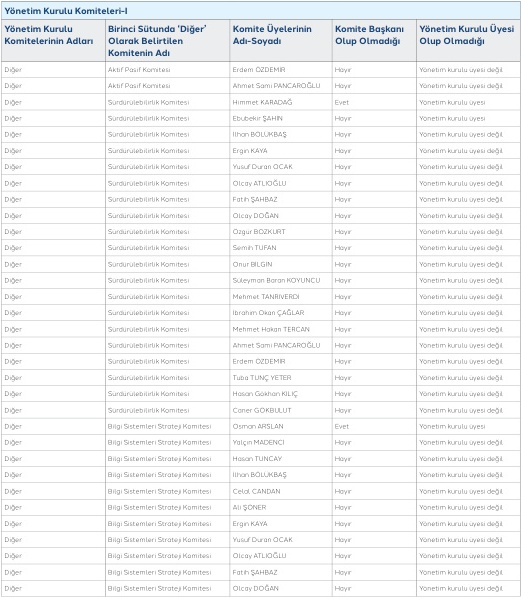 Yönetim Kurulu Komiteleri-I
Yönetim Kurulu Komitelerinin Adları | Birinci Sütunda 'Diğer' Olarak Belirtilen Komitenin Adı | Komite Üyelerinin Adı-Soyadı | Komite Başkanı Olup Olmadığı | Yönetim Kurulu Üyesi Olup Olmadığı
Diğer | Aktif Pasif Komitesi | Erdem ÖZDEMİR | Hayır | Yönetim kurulu üyesi değil
Diğer | Aktif Pasif Komitesi | Ahmet Sami PANCAROĞLU | Hayır | Yönetim kurulu üyesi değil
Diğer | Sürdürülebilirlik Komitesi | Himmet KARADAĞ | Evet | Yönetim kurulu üyesi
Diğer | Sürdürülebilirlik Komitesi | Ebubekir ŞAHİN | Hayır | Yönetim kurulu üyesi
Diğer | Sürdürülebilirlik Komitesi | İlhan BÖLÜKBAŞ | Hayır | Yönetim kurulu üyesi değil
Diğer | Sürdürülebilirlik Komitesi | Ergin KAYA | Hayır | Yönetim kurulu üyesi değil
Diğer | Sürdürülebilirlik Komitesi | Yusuf Duran OCAK | Hayır | Yönetim kurulu üyesi değil
Diğer | Sürdürülebilirlik Komitesi | Olcay ATLIOĞLU | Hayır | Yönetim kurulu üyesi değil
Diğer | Sürdürülebilirlik Komitesi | Fatih ŞAHBAZ | Hayır | Yönetim kurulu üyesi değil
Diğer | Sürdürülebilirlik Komitesi | Olcay DOĞAN | Hayır | Yönetim kurulu üyesi değil
Diğer | Sürdürülebilirlik Komitesi | Özgür BOZKURT | Hayır | Yönetim kurulu üyesi değil
Diğer | Sürdürülebilirlik Komitesi | Semih TUFAN | Hayır | Yönetim kurulu üyesi değil
Diğer | Sürdürülebilirlik Komitesi | Onur BİLGİN | Hayır | Yönetim kurulu üyesi değil
Diğer | Sürdürülebilirlik Komitesi | Süleyman Baran KOYUNCU | Hayır | Yönetim kurulu üyesi değil
Diğer | Sürdürülebilirlik Komitesi | Mehmet TANRIVERDİ | Hayır | Yönetim kurulu üyesi değil
Diğer | Sürdürülebilirlik Komitesi | İbrahim Okan ÇAĞLAR | Hayır | Yönetim kurulu üyesi değil
Diğer | Sürdürülebilirlik Komitesi | Mehmet Hakan TERCAN | Hayır | Yönetim kurulu üyesi değil
Diğer | Sürdürülebilirlik Komitesi | Ahmet Sami PANCAROĞLU | Hayır | Yönetim kurulu üyesi değil
Diğer | Sürdürülebilirlik Komitesi | Erdem ÖZDEMİR | Hayır | Yönetim kurulu üyesi değil
Diğer | Sürdürülebilirlik Komitesi | Tuba TUNÇ YETER | Hayır | Yönetim kurulu üyesi değil
Diğer | Sürdürülebilirlik Komitesi | Hasan Gökhan KILIÇ | Hayır | Yönetim kurulu üyesi değil
Diğer | Sürdürülebilirlik Komitesi | Caner GÖKBULUT | Hayır | Yönetim kurulu üyesi değil
Diğer | Bilgi Sistemleri Strateji Komitesi | Osman ARSLAN | Evet | Yönetim kurulu üyesi
Diğer | Bilgi Sistemleri Strateji Komitesi | Yalçın MADENCİ | Hayır | Yönetim kurulu üyesi değil
Diğer | Bilgi Sistemleri Strateji Komitesi | Hasan TUNCAY | Hayır | Yönetim kurulu üyesi değil
Diğer | Bilgi Sistemleri Strateji Komitesi | İlhan BÖLÜKBAŞ | Hayır | Yönetim kurulu üyesi değil
Diğer | Bilgi Sistemleri Strateji Komitesi | Celal CANDAN | Hayır | Yönetim kurulu üyesi değil
Diğer | Bilgi Sistemleri Strateji Komitesi | Ali ŞÖNER | Hayır | Yönetim kurulu üyesi değil
Diğer | Bilgi Sistemleri Strateji Komitesi | Ergin KAYA | Hayır | Yönetim kurulu üyesi değil
Diğer | Bilgi Sistemleri Strateji Komitesi | Yusuf Duran OCAK | Hayır | Yönetim kurulu üyesi değil
Diğer | Bilgi Sistemleri Strateji Komitesi | Olcay ATLIOĞLU | Hayır | Yönetim kurulu üyesi değil
Diğer | Bilgi Sistemleri Strateji Komitesi | Fatih ŞAHBAZ | Hayır | Yönetim kurulu üyesi değil
Diğer | Bilgi Sistemleri Strateji Komitesi | Olcay DOĞAN | Hayır | Yönetim kurulu üyesi değil